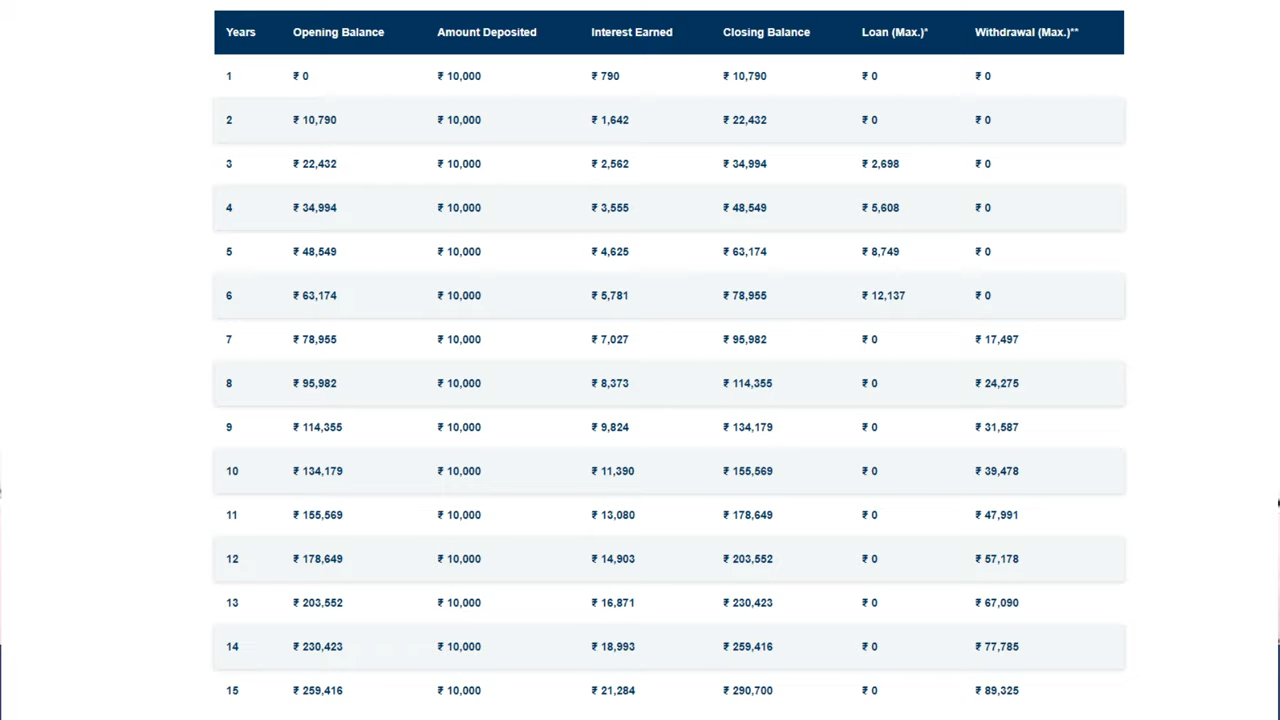 Years Opening Balance Amount Deposited Interest Earned Closing Balance Loan (Max.)* Withdrawal (Max.)**
1 ₹ 0 ₹ 10,000 ₹ 790 ₹ 10,790 ₹ 0 ₹ 0
2 ₹ 10,790 ₹ 10,000 ₹ 1,642 ₹ 22,432 ₹ 0 ₹ 0
3 ₹ 22,432 ₹ 10,000 ₹ 2,562 ₹ 34,994 ₹ 2,698 ₹ 0
4 ₹ 34,994 ₹ 10,000 ₹ 3,555 ₹ 48,549 ₹ 5,608 ₹ 0
5 ₹ 48,549 ₹ 10,000 ₹ 4,625 ₹ 63,174 ₹ 8,749 ₹ 0
6 ₹ 63,174 ₹ 10,000 ₹ 5,781 ₹ 78,955 ₹ 12,137 ₹ 0
7 ₹ 78,955 ₹ 10,000 ₹ 7,027 ₹ 95,982 ₹ 0 ₹ 17,497
8 ₹ 95,982 ₹ 10,000 ₹ 8,373 ₹ 114,355 ₹ 0 ₹ 24,275
9 ₹ 114,355 ₹ 10,000 ₹ 9,824 ₹ 134,179 ₹ 0 ₹ 31,587
10 ₹ 134,179 ₹ 10,000 ₹ 11,390 ₹ 155,569 ₹ 0 ₹ 39,478
11 ₹ 155,569 ₹ 10,000 ₹ 13,080 ₹ 178,649 ₹ 0 ₹ 47,991
12 ₹ 178,649 ₹ 10,000 ₹ 14,903 ₹ 203,552 ₹ 0 ₹ 57,178
13 ₹ 203,552 ₹ 10,000 ₹ 16,871 ₹ 230,423 ₹ 0 ₹ 67,090
14 ₹ 230,423 ₹ 10,000 ₹ 18,993 ₹ 259,416 ₹ 0 ₹ 77,785
15 ₹ 259,416 ₹ 10,000 ₹ 21,284 ₹ 290,700 ₹ 0 ₹ 89,325